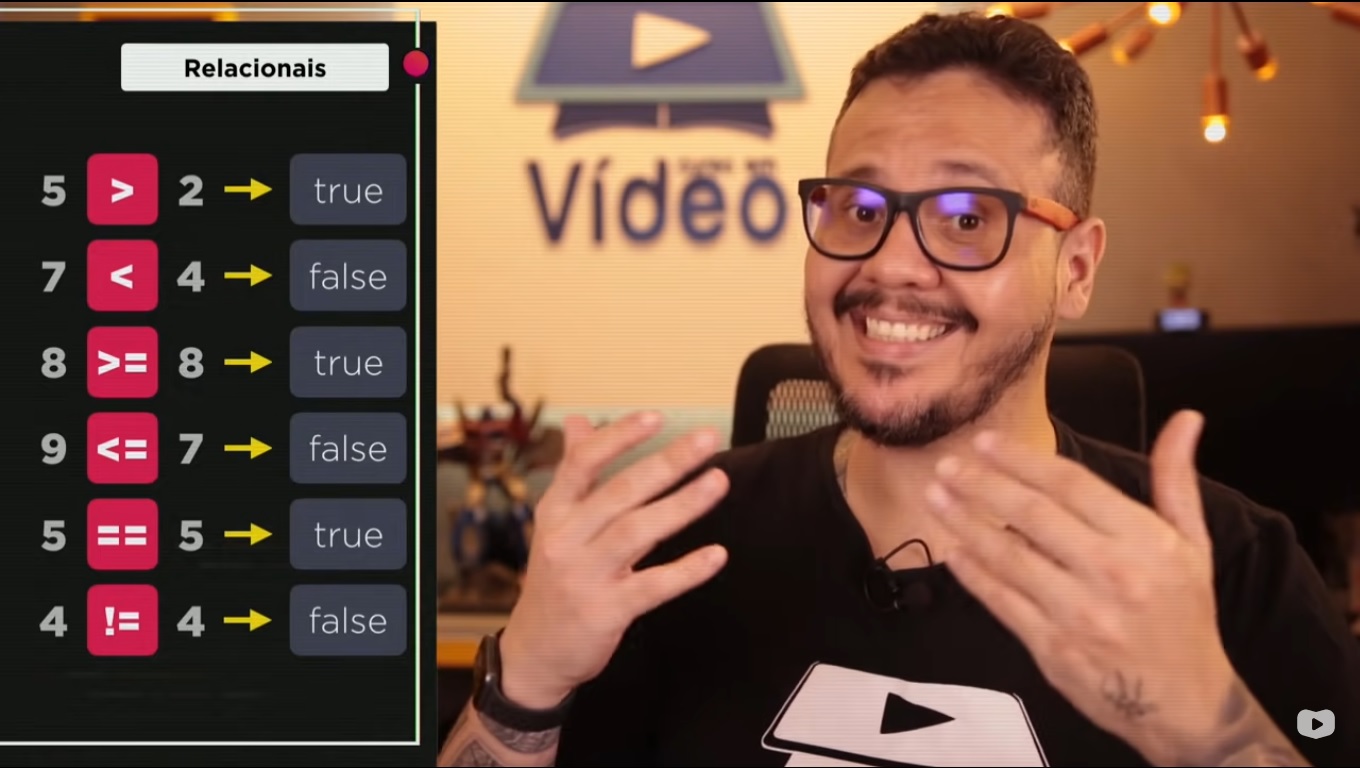 Relacionais
5 > 2 → true
7 < 4 → false
8 >= 8 → true
9 <= 7 → false
5 == 5 → true
4 != 4 → false
Vídeo